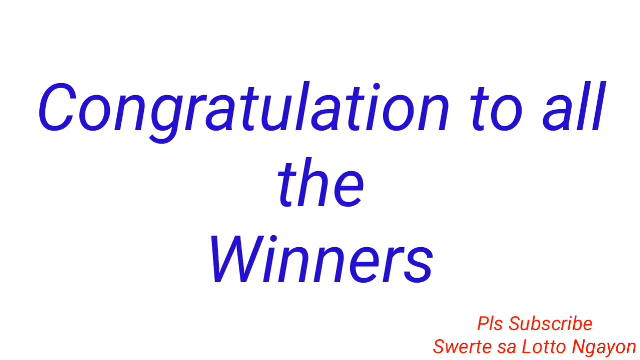 Congratulation to all
the
Winners
Pls Subscribe
Swerte sa Lotto Ngayon